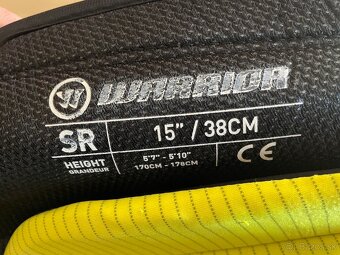 WARRIOR
SR 15” / 38CM
HEIGHT 5'7" - 5'10"
GRANDEUR 170CM - 178CM
CE